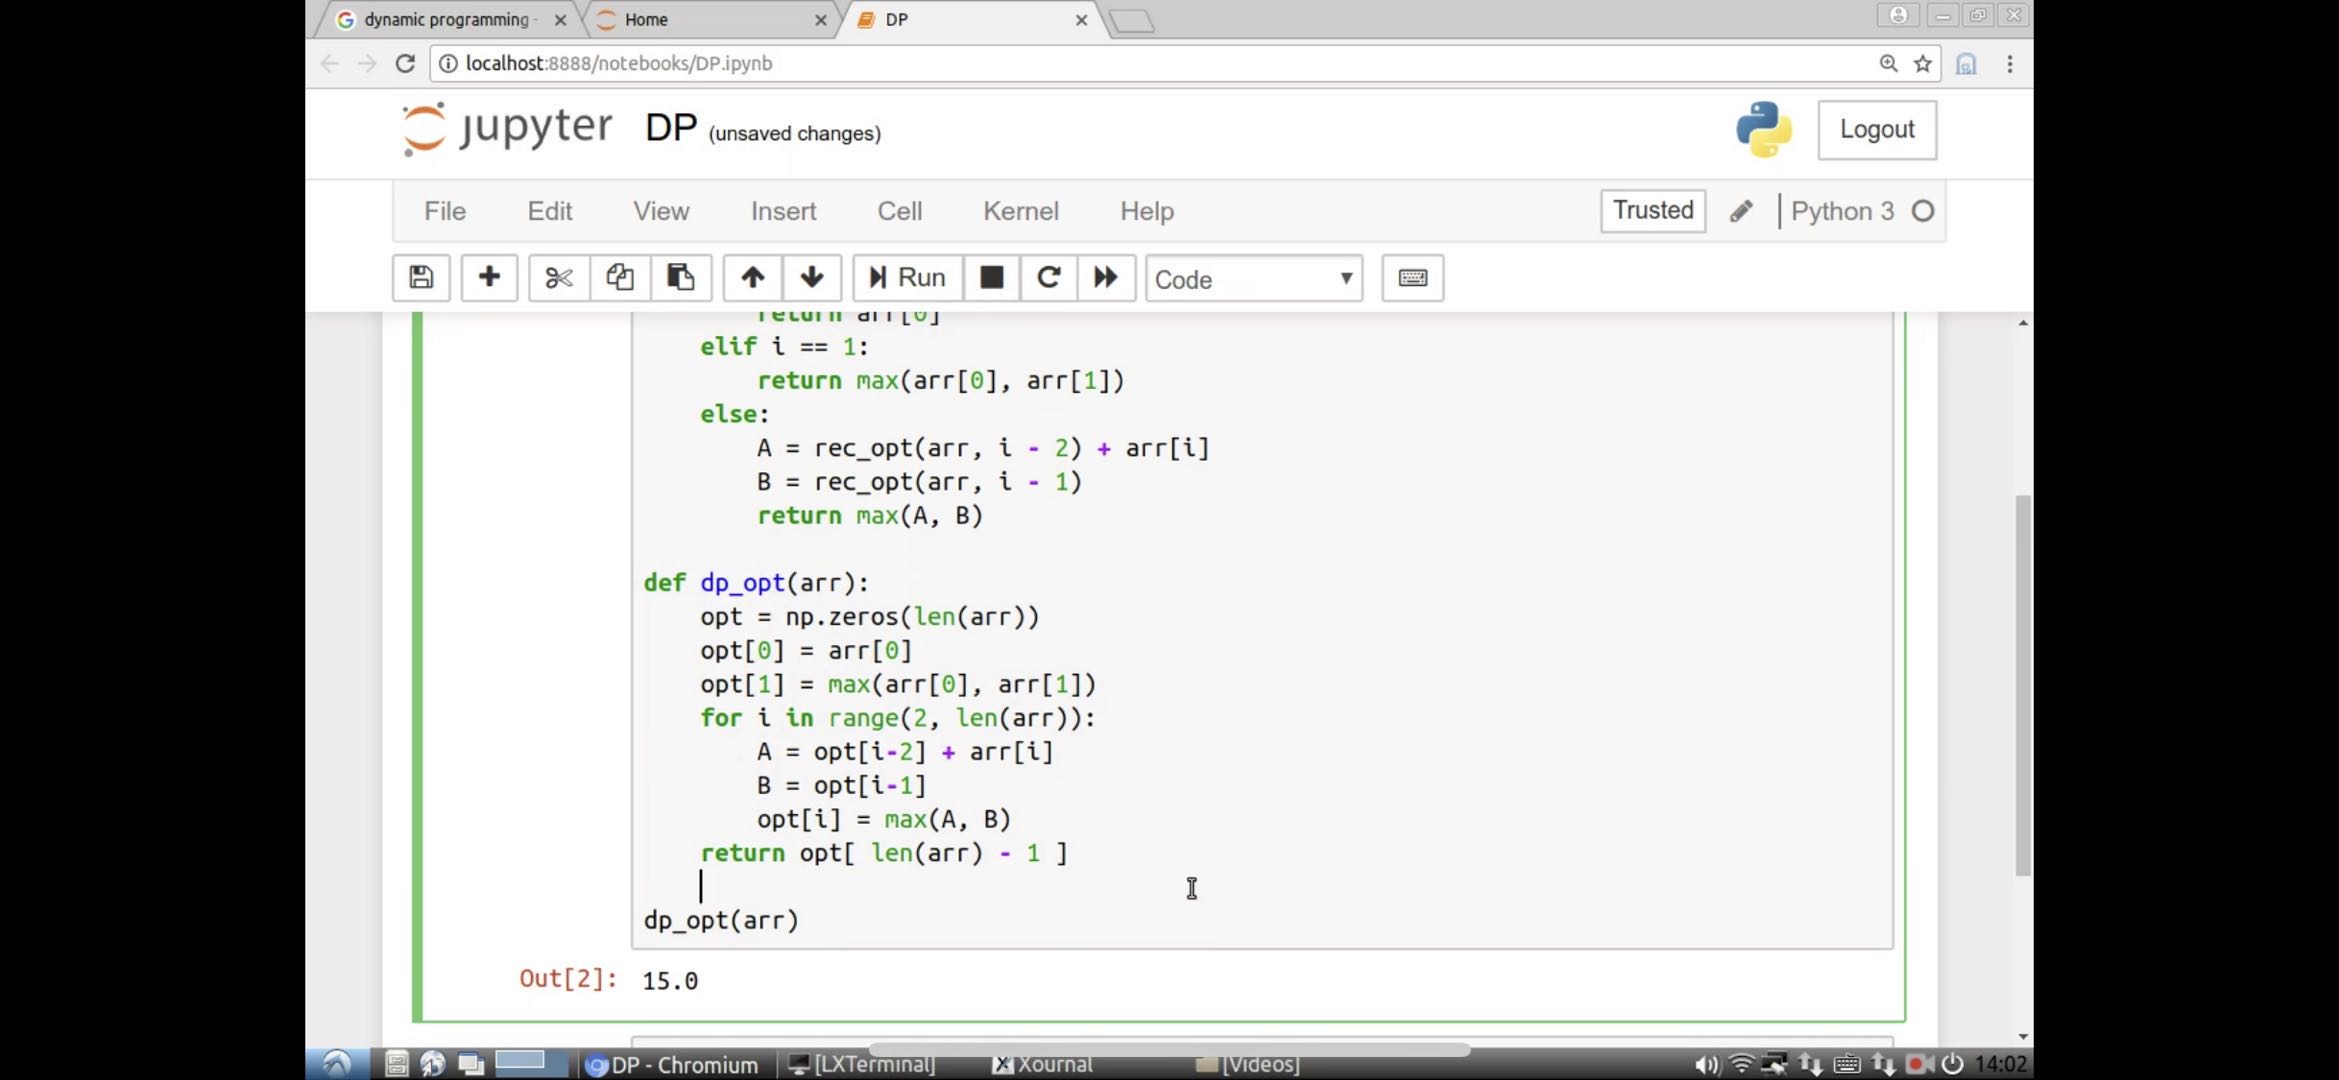 dynamic programming -
Home
DP
localhost:8888/notebooks/DP.ipynb
jupyter DP (unsaved changes)
Logout
File Edit View Insert Cell Kernel Help
Trusted
Python 3
Run
Code
return arr[0]
elif i == 1:
return max(arr[0], arr[1])
else:
A = rec_opt(arr, i - 2) + arr[i]
B = rec_opt(arr, i - 1)
return max(A, B)
def dp_opt(arr):
opt = np.zeros(len(arr))
opt[0] = arr[0]
opt[1] = max(arr[0], arr[1])
for i in range(2, len(arr)):
A = opt[i-2] + arr[i]
B = opt[i-1]
opt[i] = max(A, B)
return opt[ len(arr) - 1 ]
dp_opt(arr)
Out[2]: 15.0
DP - Chromium [LXTerminal] Xournal [Videos] 14:02